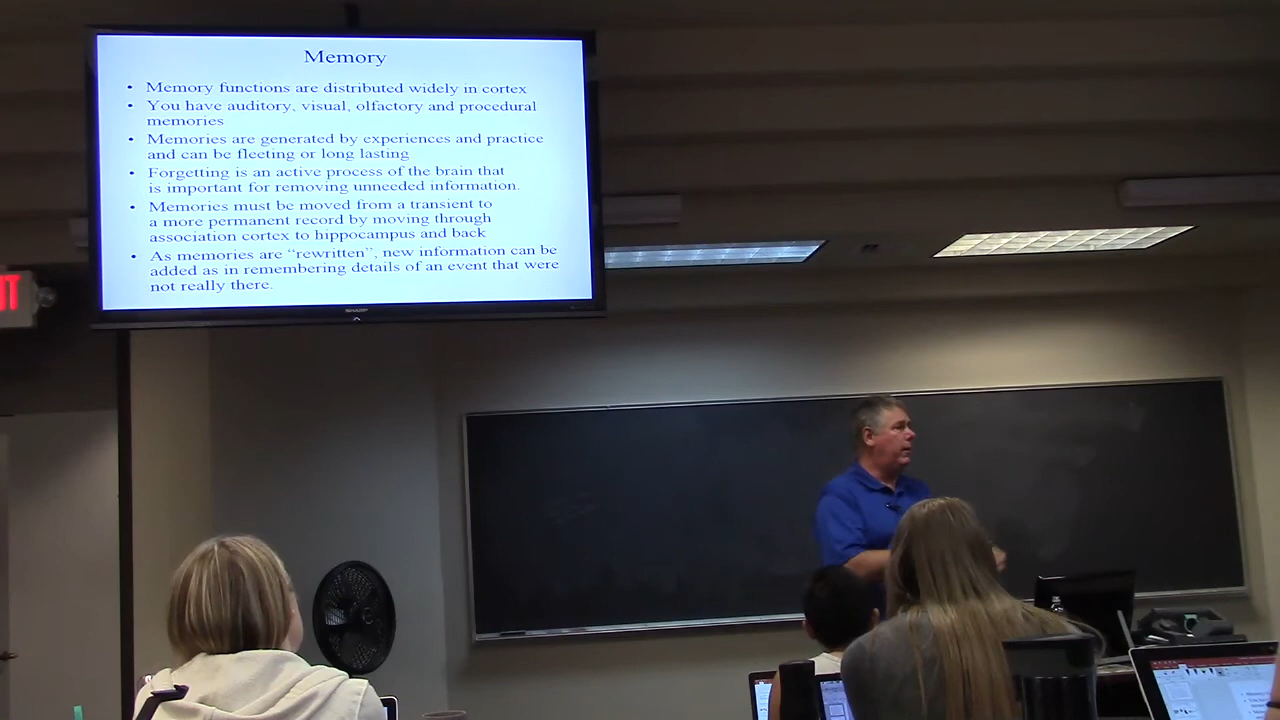 Memory
• Memory functions are distributed widely in cortex
• You have auditory, visual, olfactory and procedural
memories
• Memories are generated by experiences and practice
and can be fleeting or long lasting
• Forgetting is an active process of the brain that
is important for removing unneeded information.
• Memories must be moved from a transient to
a more permanent record by moving through
association cortex to hippocampus and back
• As memories are “rewritten”, new information can be
added as in remembering details of an event that were
not really there.
SHARP
IT